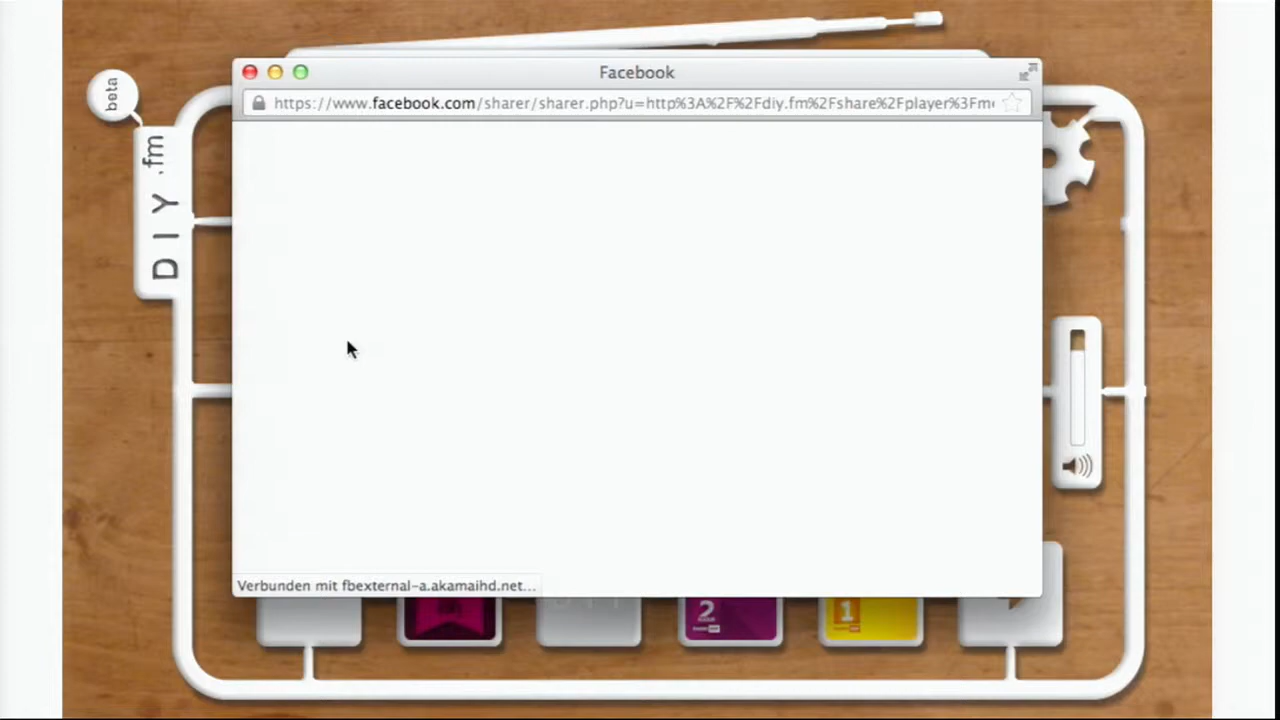 Facebook
https://www.facebook.com/sharer/sharer.php?u=http%3A%2F%2Fdiy.fm%2Fshare%2Fplayer%3Fm
beta
DIY .fm
Verbunden mit fbexternal-a.akamaihd.net...
2
1